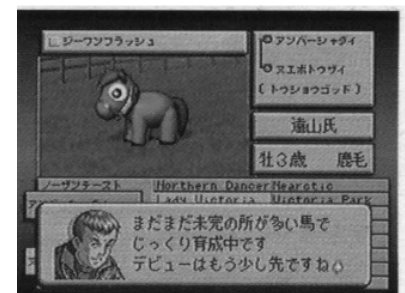 ジーワンフラッシュ
アンバーシャダイ
ヌエボトウザイ
(トウショウゴッド)
遠山氏
牡3歳 鹿毛
ノーザンテースト
Northern Dancer Nearctic
Lady Victoria Victoria Park
まだまだ未完の所が多い馬で
じっくり育成中です
デビューはもう少し先ですね